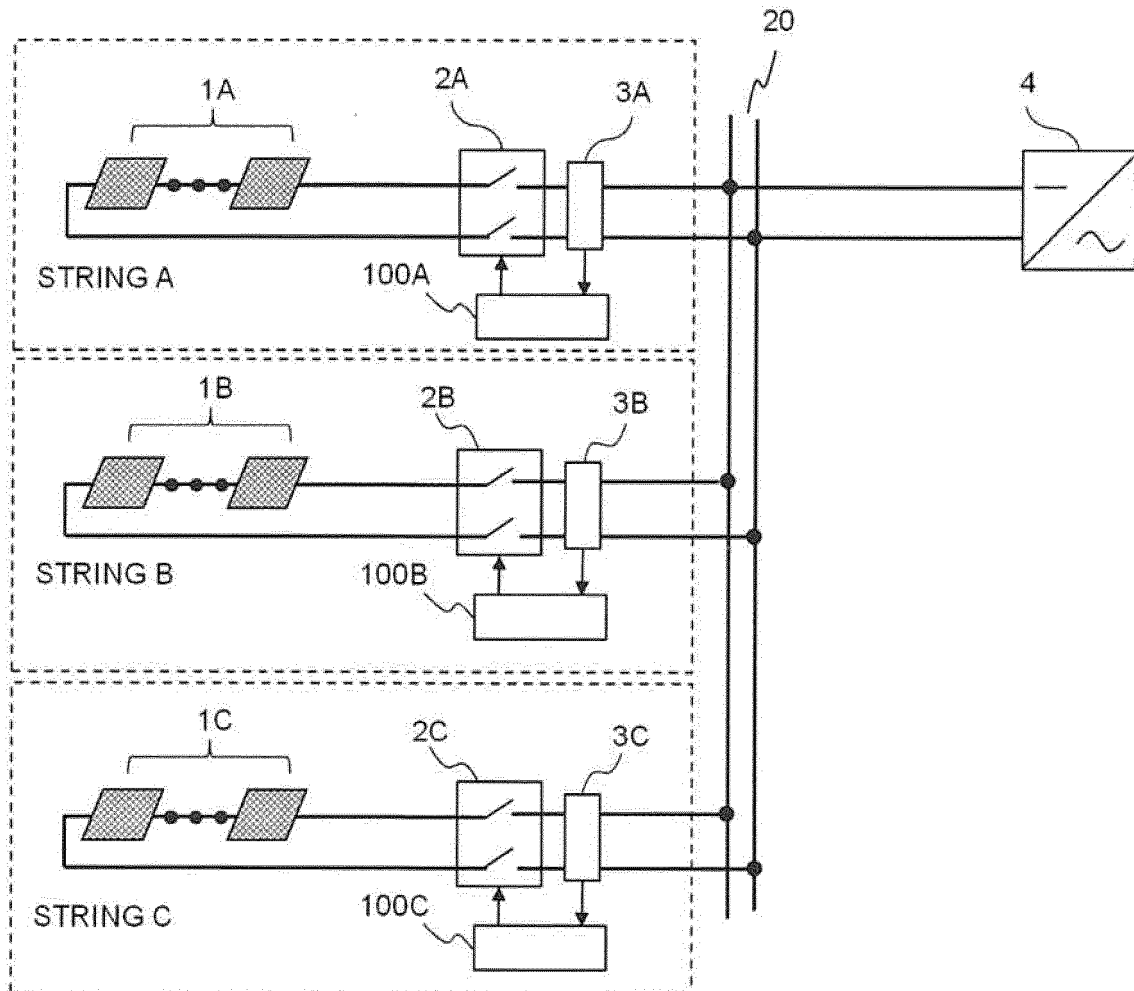 20
2A
4
1A
3A
100A
STRING A
1B
2B
3B
100B
STRING B
1C
2C
3C
100C
STRING C